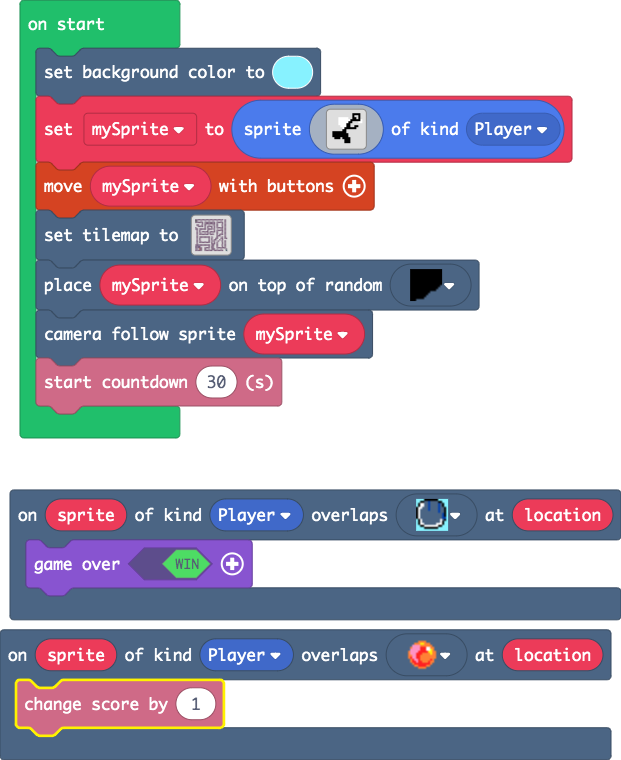 on start
set background color to
set mySprite to sprite of kind Player
move mySprite with buttons
set tilemap to
place mySprite on top of random
camera follow sprite mySprite
start countdown 30 (s)
on sprite of kind Player overlaps at location
game over WIN
on sprite of kind Player overlaps at location
change score by 1